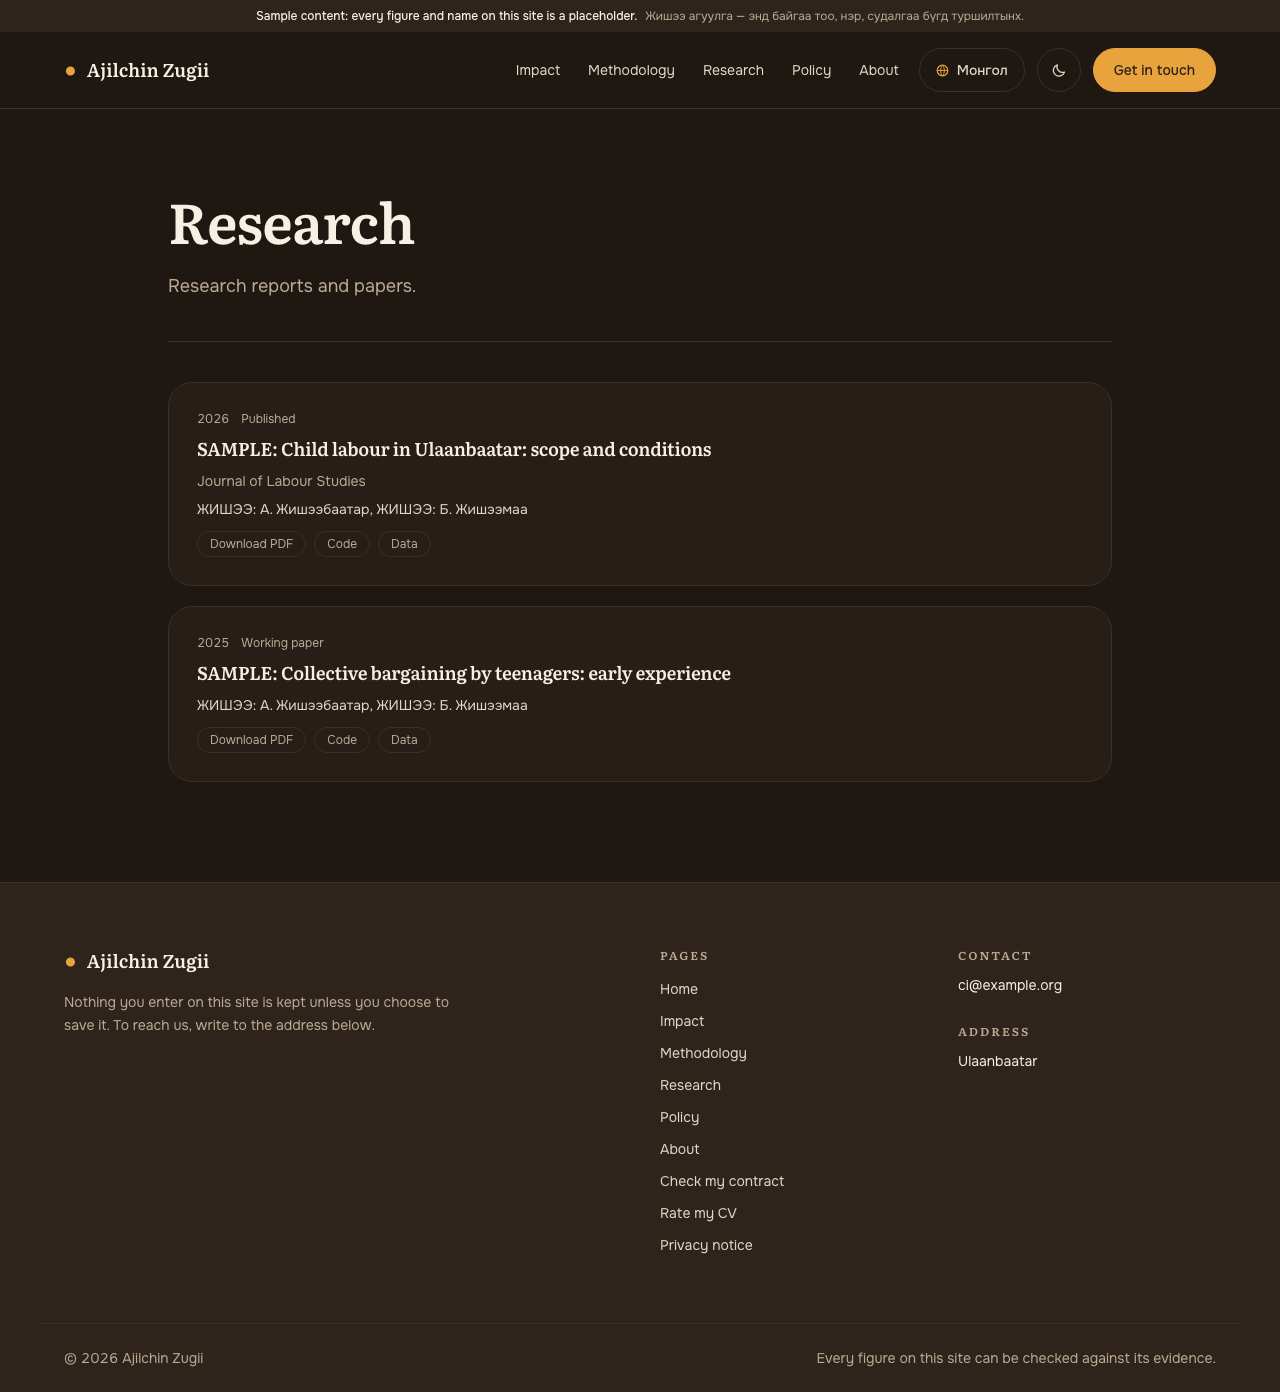 Sample content: every figure and name on this site is a placeholder. Жишээ агуулга — энд байгаа тоо, нэр, судалгаа бүгд туршилтынх.
Ajilchin Zugii
Impact
Methodology
Research
Policy
About
Монгол
Get in touch
Research
Research reports and papers.
2026 Published
SAMPLE: Child labour in Ulaanbaatar: scope and conditions
Journal of Labour Studies
ЖИШЭЭ: А. Жишээбаатар, ЖИШЭЭ: Б. Жишээмаа
Download PDF
Code
Data
2025 Working paper
SAMPLE: Collective bargaining by teenagers: early experience
ЖИШЭЭ: А. Жишээбаатар, ЖИШЭЭ: Б. Жишээмаа
Download PDF
Code
Data
Ajilchin Zugii
Nothing you enter on this site is kept unless you choose to
save it. To reach us, write to the address below.
PAGES
Home
Impact
Methodology
Research
Policy
About
Check my contract
Rate my CV
Privacy notice
CONTACT
ci@example.org
ADDRESS
Ulaanbaatar
© 2026 Ajilchin Zugii
Every figure on this site can be checked against its evidence.